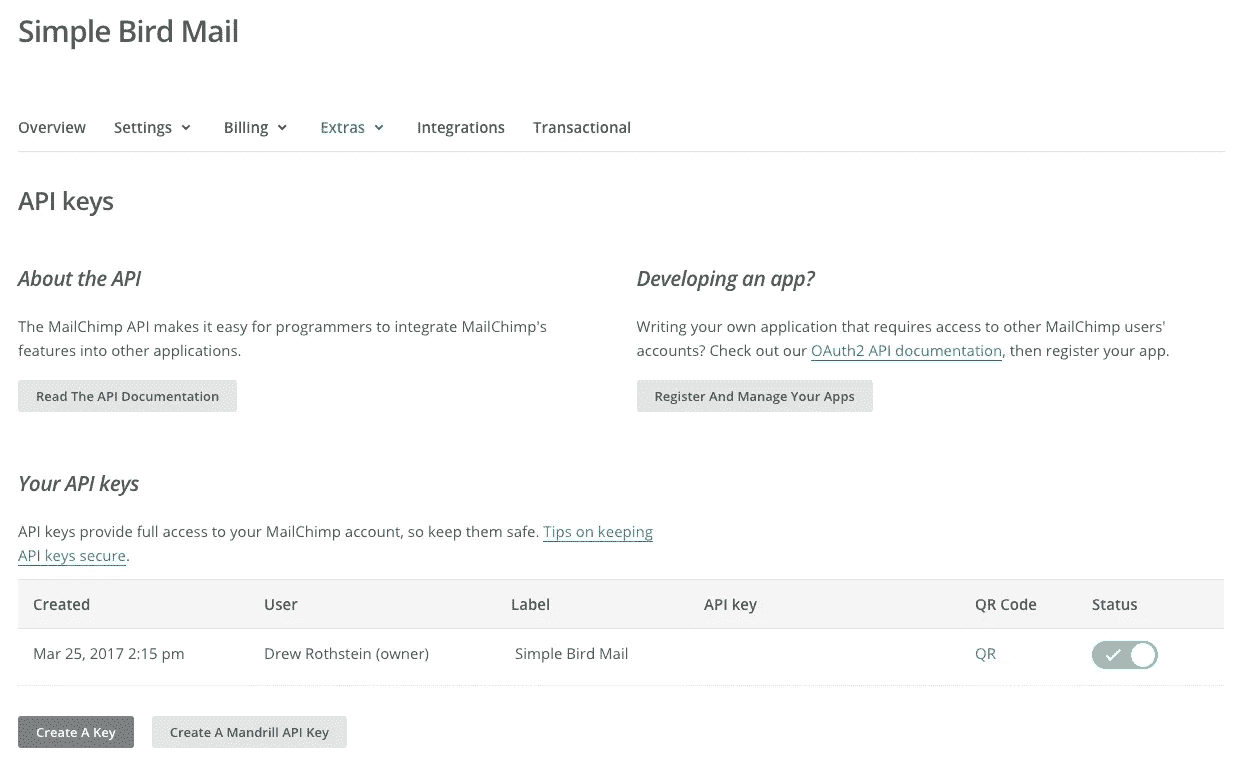 Simple Bird Mail
Overview Settings Billing Extras Integrations Transactional
API keys
About the API
The MailChimp API makes it easy for programmers to integrate MailChimp's
features into other applications.
Read The API Documentation
Developing an app?
Writing your own application that requires access to other MailChimp users'
accounts? Check out our OAuth2 API documentation, then register your app.
Register And Manage Your Apps
Your API keys
API keys provide full access to your MailChimp account, so keep them safe. Tips on keeping
API keys secure.
Created User Label API key QR Code Status
Mar 25, 2017 2:15 pm Drew Rothstein (owner) Simple Bird Mail QR
Create A Key Create A Mandrill API Key